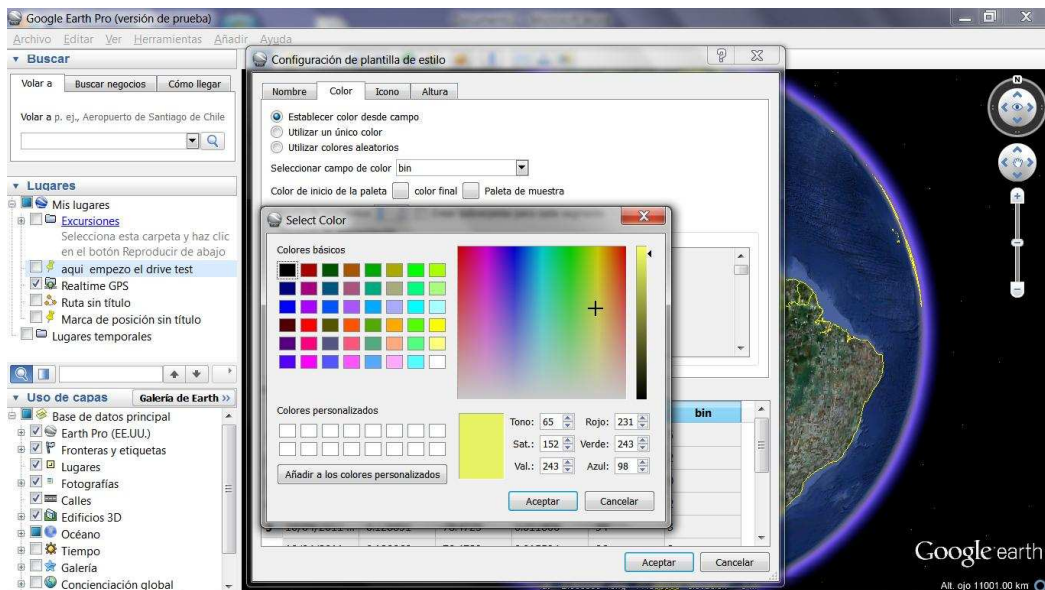 Google Earth Pro (versión de prueba)
Archivo Editar Ver Herramientas Añadir Ayuda
Buscar
Volar a Buscar negocios Cómo llegar
Volar a p. ej., Aeropuerto de Santiago de Chile
Lugares
Mis lugares
Excursiones
Selecciona esta carpeta y haz clic
en el botón Reproducir de abajo
aqui empezo el drive test
Realtime GPS
Ruta sin título
Marca de posición sin título
Lugares temporales
Uso de capas Galería de Earth >>
Base de datos principal
Earth Pro (EE.UU.)
Fronteras y etiquetas
Lugares
Fotografías
Calles
Edificios 3D
Océano
Tiempo
Galería
Concienciación global
Configuración de plantilla de estilo
Nombre Color Icono Altura
Establecer color desde campo
Utilizar un único color
Utilizar colores aleatorios
Seleccionar campo de color bin
Color de inicio de la paleta color final Paleta de muestra
Select Color
Colores básicos
Colores personalizados
Tono: 65 Rojo: 231
Sat.: 152 Verde: 243
Val.: 243 Azul: 98
Añadir a los colores personalizados
Aceptar Cancelar
bin
Aceptar Cancelar
N
Google earth
Alt. ojo 11001.00 km